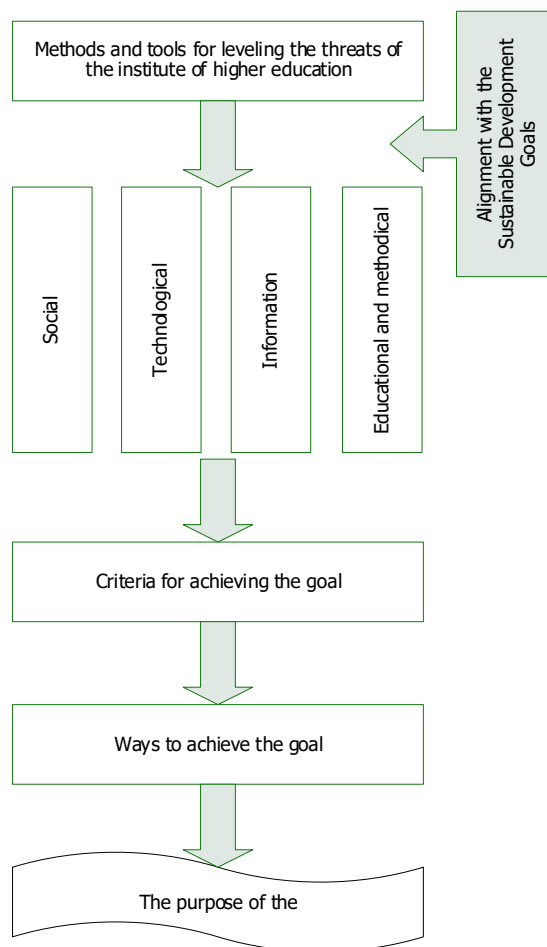 Methods and tools for leveling the threats of
the institute of higher education
Alignment with the
Sustainable Development
Goals
Social
Technological
Information
Educational and methodical
Criteria for achieving the goal
Ways to achieve the goal
The purpose of the